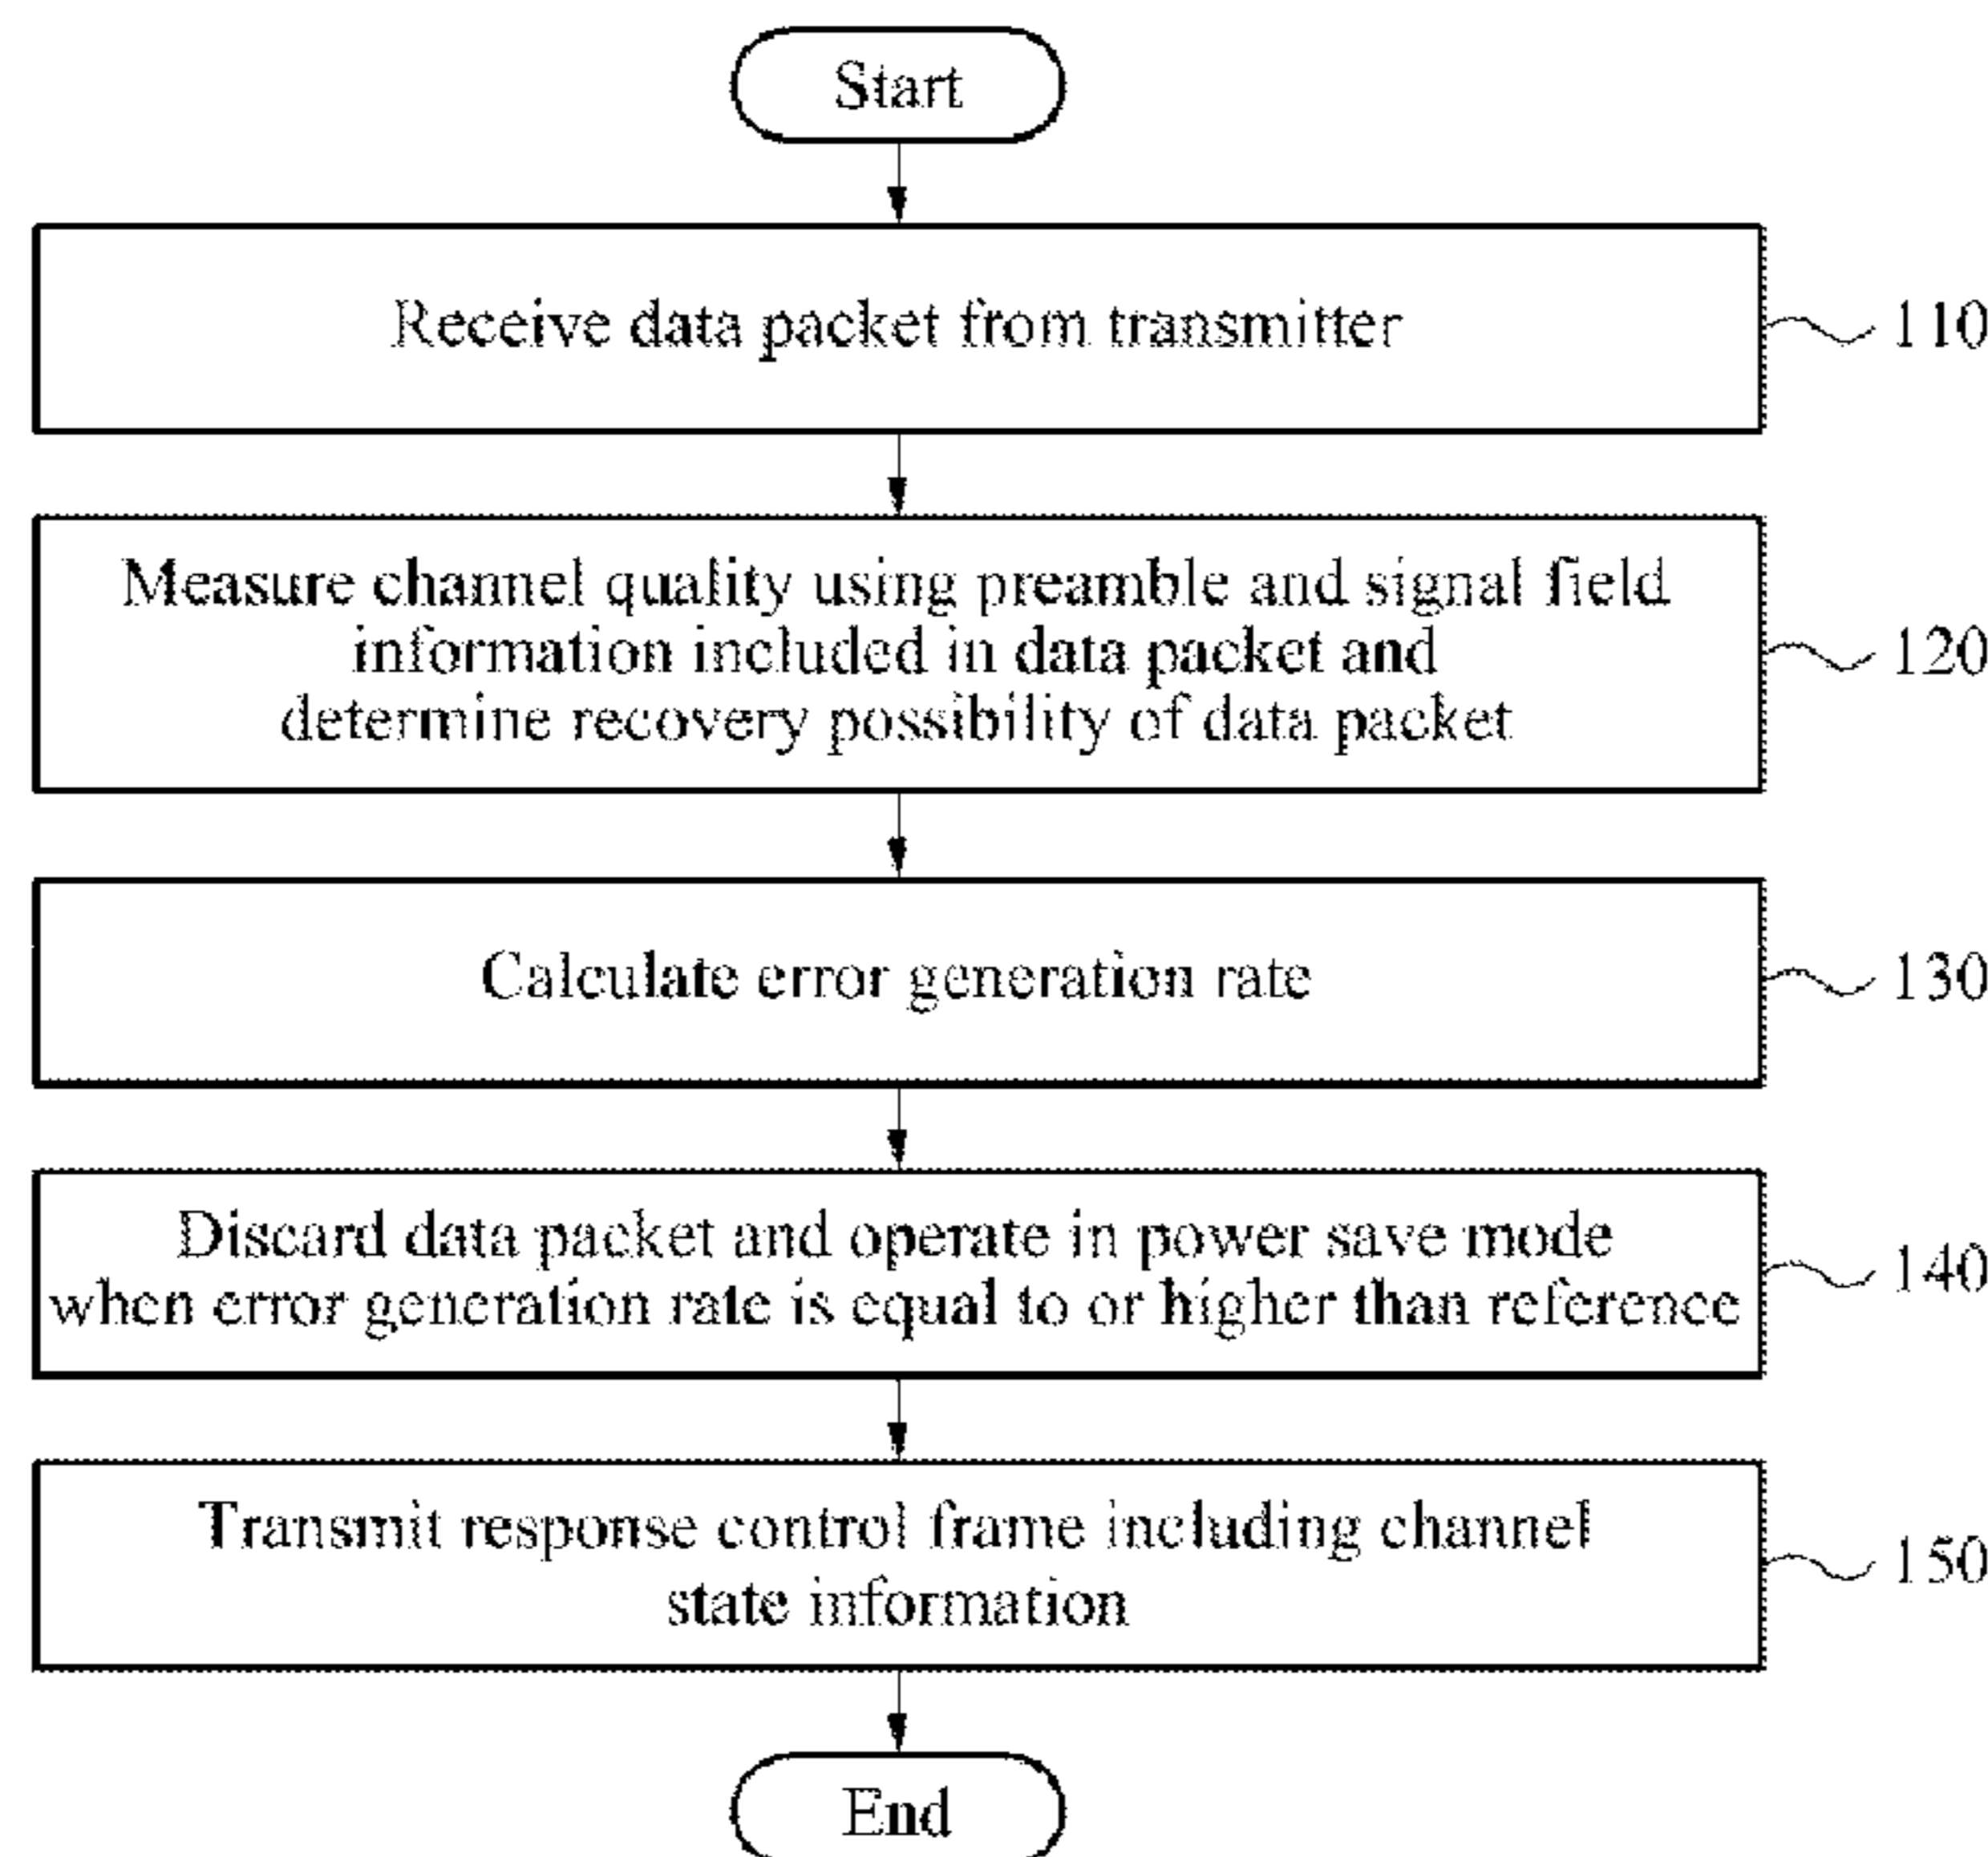 Start
Receive data packet from transmitter
110
Measure channel quality using preamble and signal field
information included in data packet and
determine recovery possibility of data packet
120
Calculate error generation rate
130
Discard data packet and operate in power save mode
when error generation rate is equal to or higher than reference
140
Transmit response control frame including channel
state information
150
End